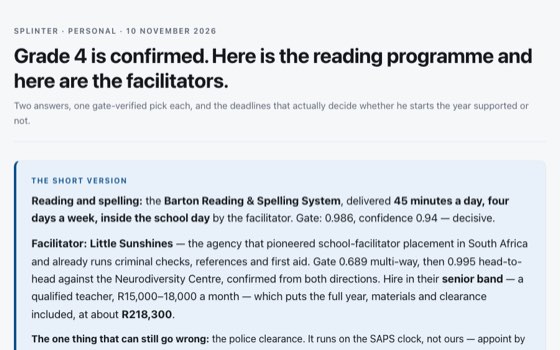 SPLINTER · PERSONAL · 10 NOVEMBER 2026
Grade 4 is confirmed. Here is the reading programme and
here are the facilitators.
Two answers, one gate-verified pick each, and the deadlines that actually decide whether he starts the year supported or
not.
THE SHORT VERSION
Reading and spelling: the Barton Reading & Spelling System, delivered 45 minutes a day, four
days a week, inside the school day by the facilitator. Gate: 0.986, confidence 0.94 — decisive.
Facilitator: Little Sunshines — the agency that pioneered school-facilitator placement in South Africa
and already runs criminal checks, references and first aid. Gate 0.689 multi-way, then 0.995 head-to-
head against the Neurodiversity Centre, confirmed from both directions. Hire in their senior band — a
qualified teacher, R15,000–18,000 a month — which puts the full year, materials and clearance
included, at about R218,300.
The one thing that can still go wrong: the police clearance. It runs on the SAPS clock, not ours — appoint by